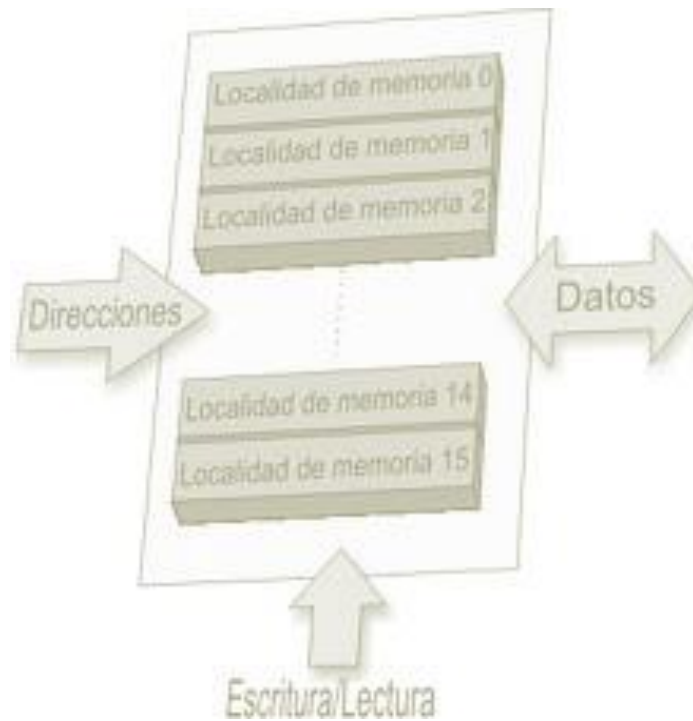 Localidad de memoria 0
Localidad de memoria 1
Localidad de memoria 2
Direcciones
Datos
Localidad de memoria 14
Localidad de memoria 15
Escritura/Lectura